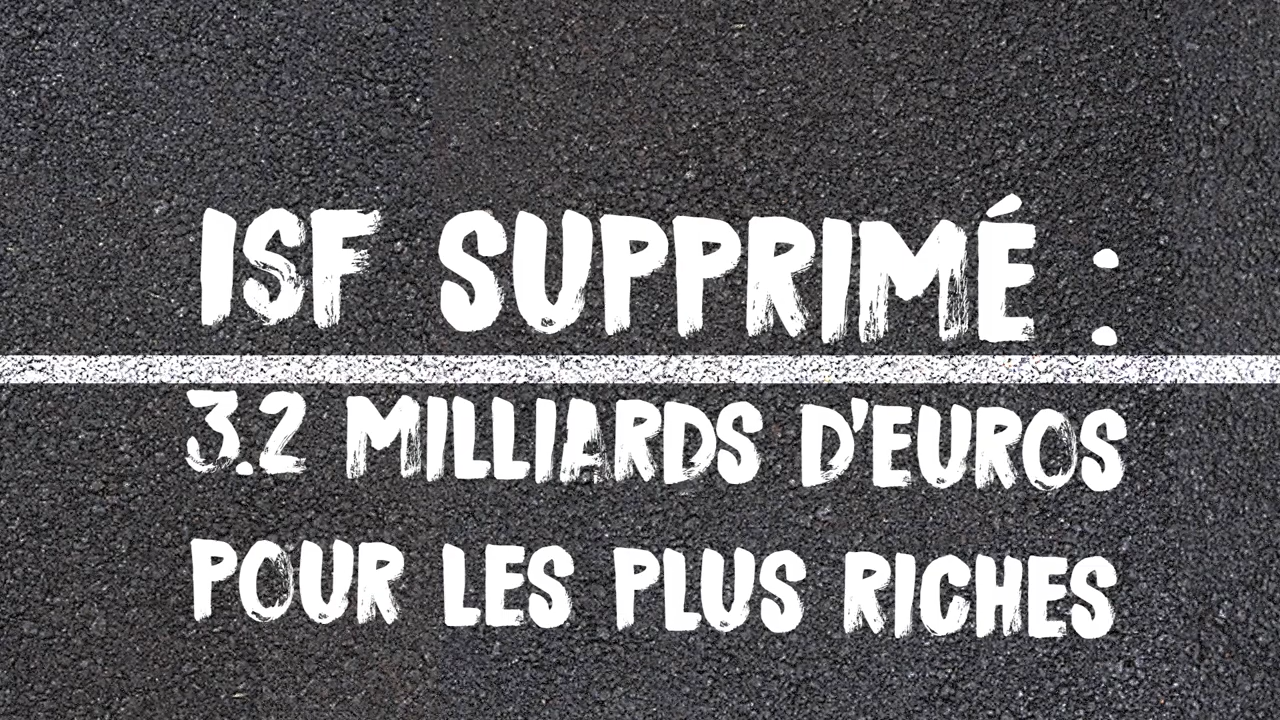 ISF SUPPRIMÉ :
3.2 MILLIARDS D'EUROS
POUR LES PLUS RICHES